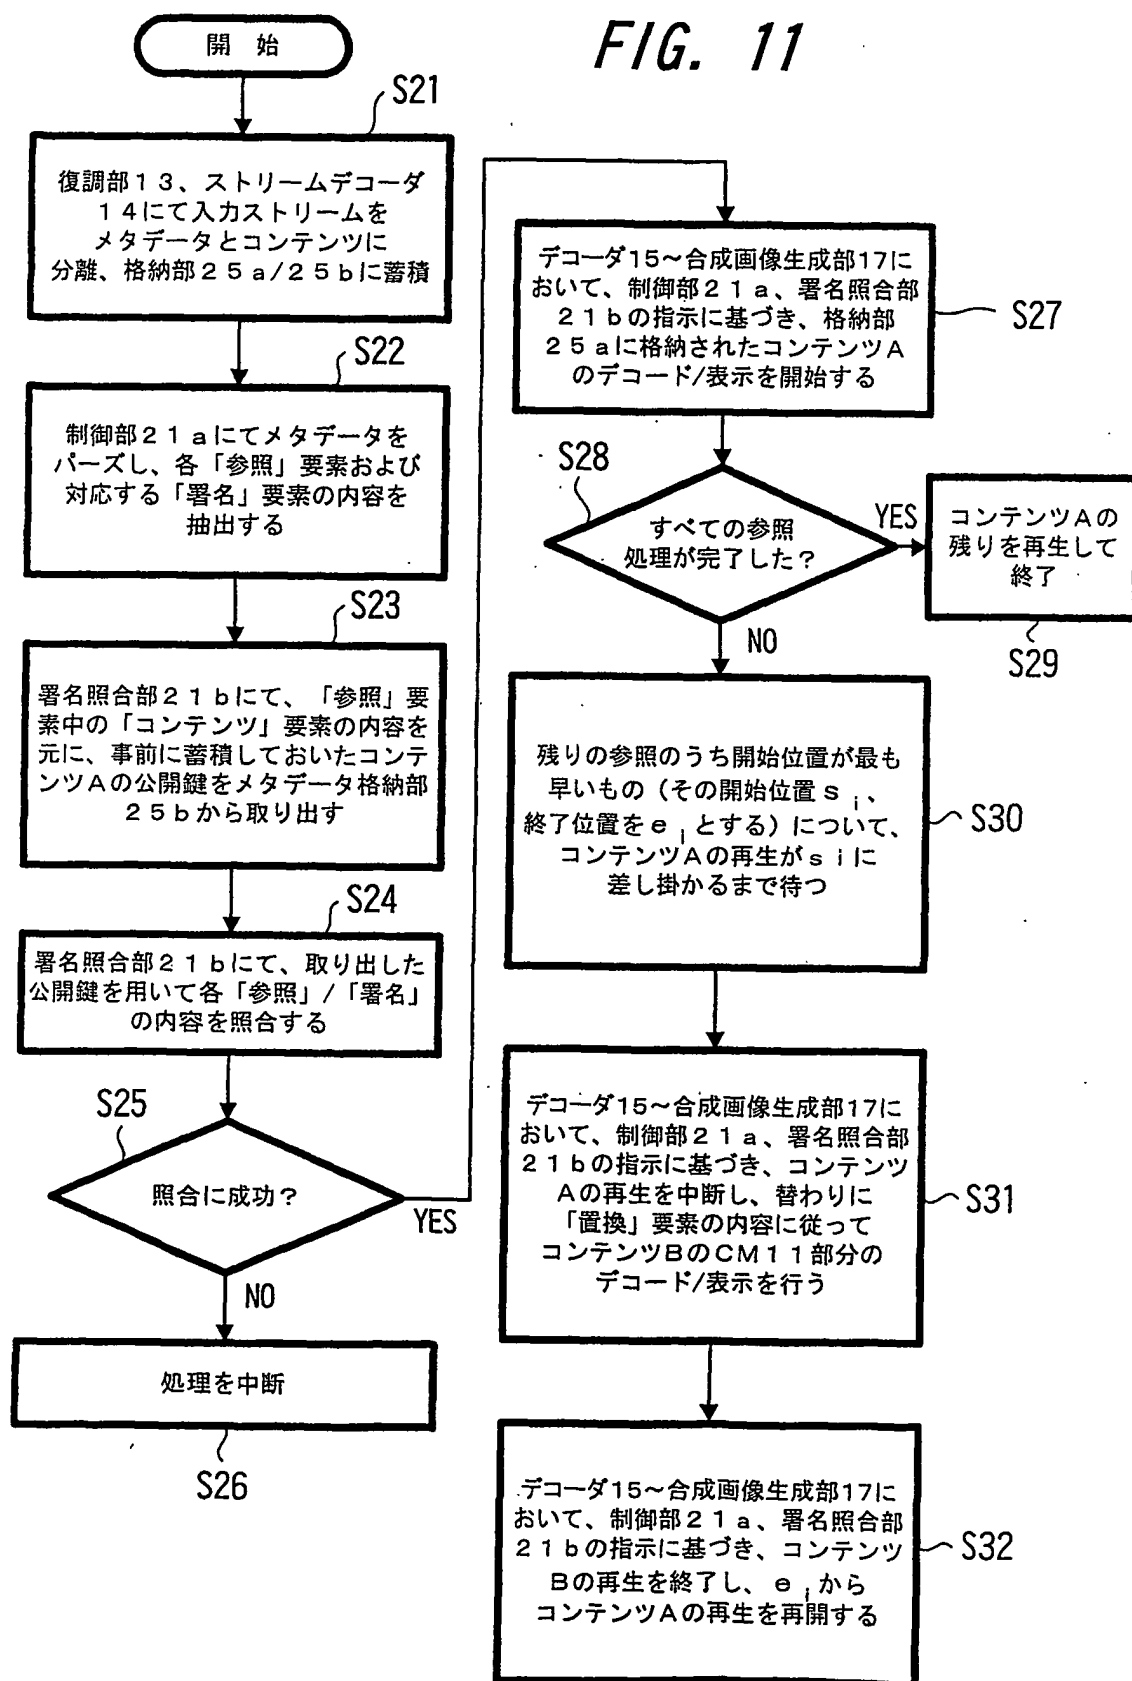 FIG. 11
開 始
S21
復調部13、ストリームデコーダ
14にて入力ストリームを
メタデータとコンテンツに
分離、格納部25a/25bに蓄積
S22
制御部21aにてメタデータを
パーズし、各「参照」要素および
対応する「署名」要素の内容を
抽出する
S23
署名照合部21bにて、「参照」要
素中の「コンテンツ」要素の内容を
元に、事前に蓄積しておいたコンテ
ンツAの公開鍵をメタデータ格納部
25bから取り出す
S24
署名照合部21bにて、取り出した
公開鍵を用いて各「参照」/「署名」
の内容を照合する
S25
照合に成功?
YES
NO
処理を中断
S26
デコーダ15~合成画像生成部17に
おいて、制御部21a、署名照合部
21bの指示に基づき、格納部
25aに格納されたコンテンツA
のデコード/表示を開始する
S27
S28
すべての参照
処理が完了した?
YES
NO
コンテンツAの
残りを再生して
終了
S29
残りの参照のうち開始位置が最も
早いもの(その開始位置s i、
終了位置をe iとする)について、
コンテンツAの再生がs iに
差し掛かるまで待つ
S30
デコーダ15~合成画像生成部17に
おいて、制御部21a、署名照合部
21bの指示に基づき、コンテンツ
Aの再生を中断し、替わりに
「置換」要素の内容に従って
コンテンツBのCM11部分の
デコード/表示を行う
S31
デコーダ15~合成画像生成部17に
おいて、制御部21a、署名照合部
21bの指示に基づき、コンテンツ
Bの再生を終了し、e iから
コンテンツAの再生を再開する
S32